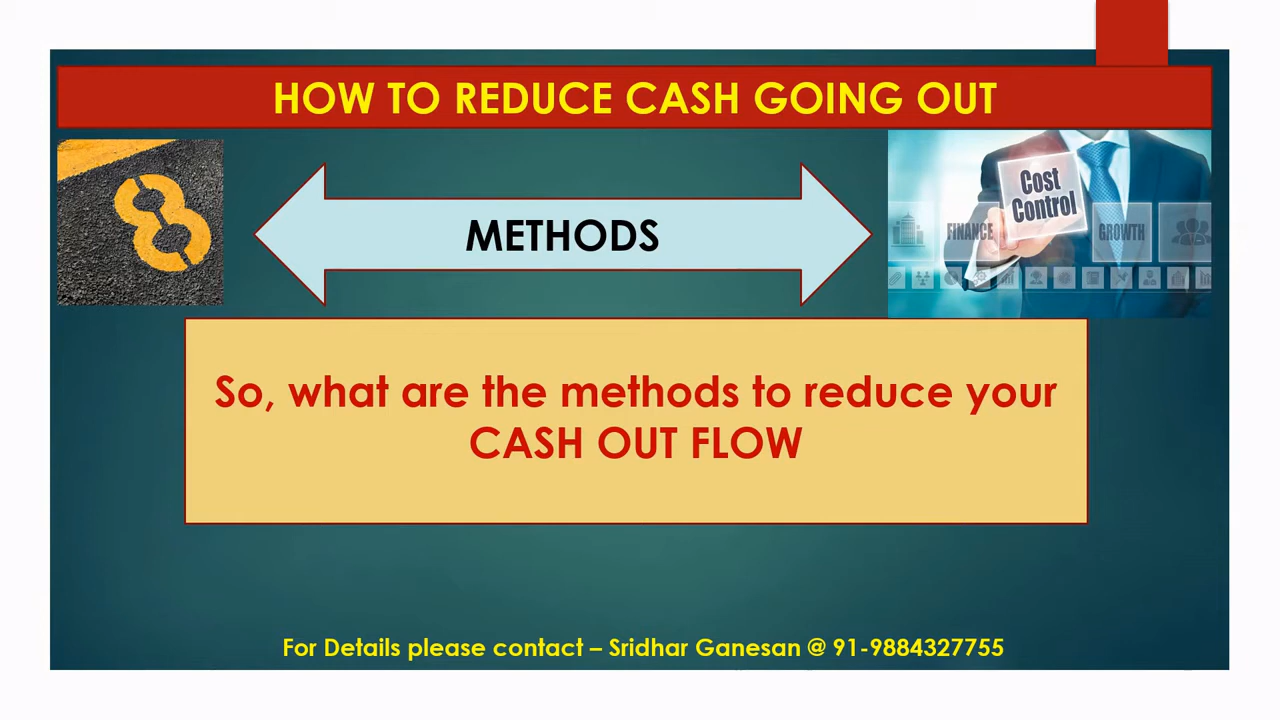 HOW TO REDUCE CASH GOING OUT
8
METHODS
Cost
Control
FINANCE
GROWTH
So, what are the methods to reduce your
CASH OUT FLOW
For Details please contact – Sridhar Ganesan @ 91-9884327755